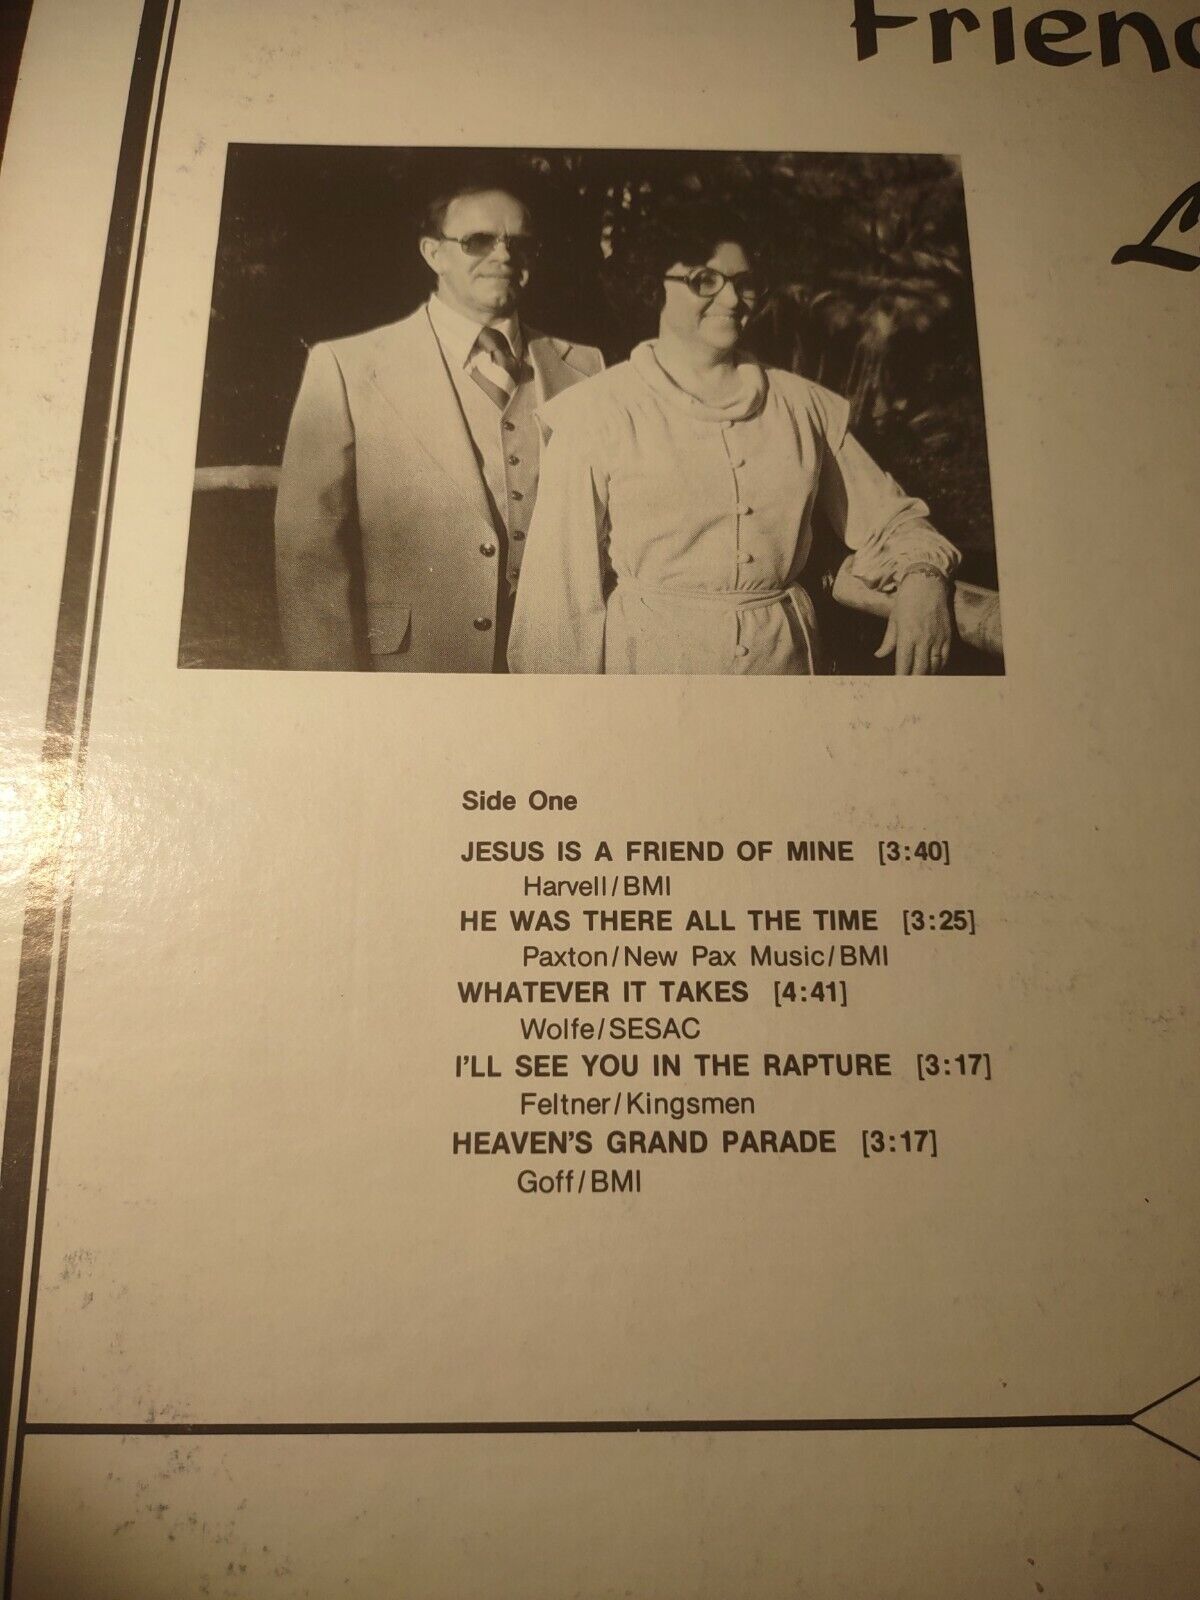 Side One
JESUS IS A FRIEND OF MINE [3:40]
Harvell/BMI
HE WAS THERE ALL THE TIME [3:25]
Paxton/New Pax Music/BMI
WHATEVER IT TAKES [4:41]
Wolfe/SESAC
I'LL SEE YOU IN THE RAPTURE [3:17]
Feltner/Kingsmen
HEAVEN'S GRAND PARADE [3:17]
Goff/BMI